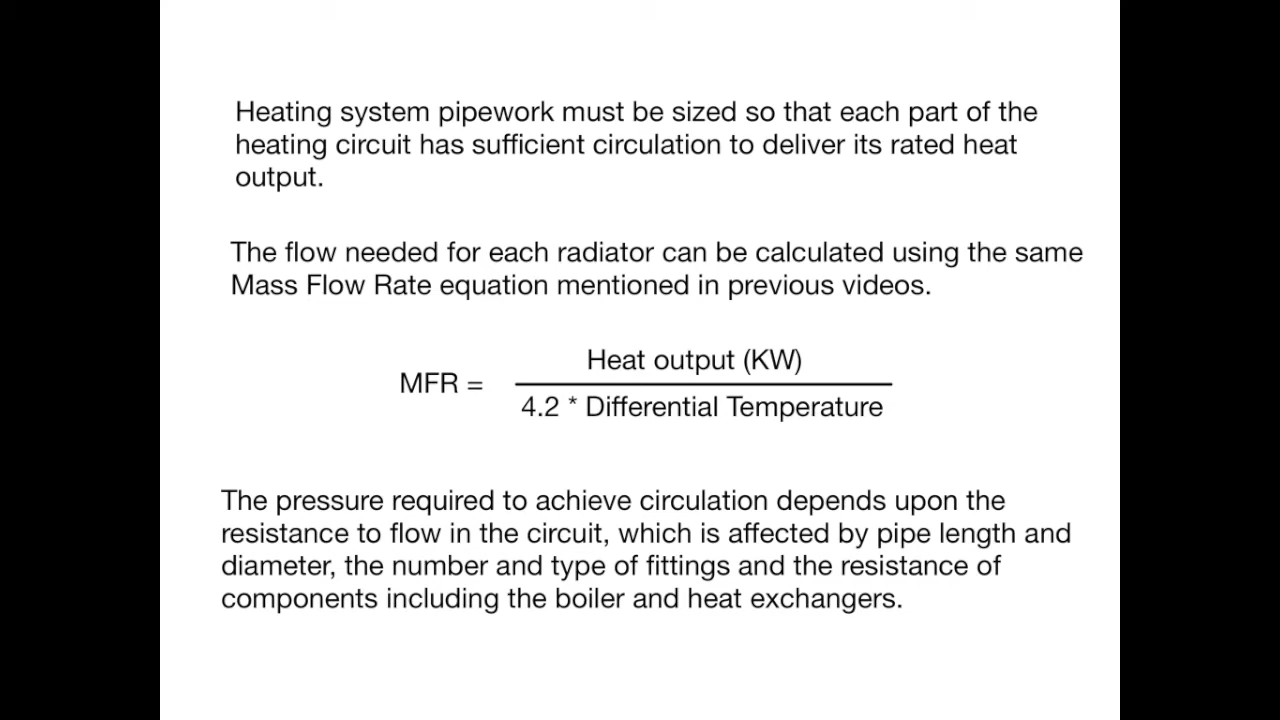 Heating system pipework must be sized so that each part of the
heating circuit has sufficient circulation to deliver its rated heat
output.
The flow needed for each radiator can be calculated using the same
Mass Flow Rate equation mentioned in previous videos.
MFR =
Heat output (KW)
4.2 * Differential Temperature
The pressure required to achieve circulation depends upon the
resistance to flow in the circuit, which is affected by pipe length and
diameter, the number and type of fittings and the resistance of
components including the boiler and heat exchangers.